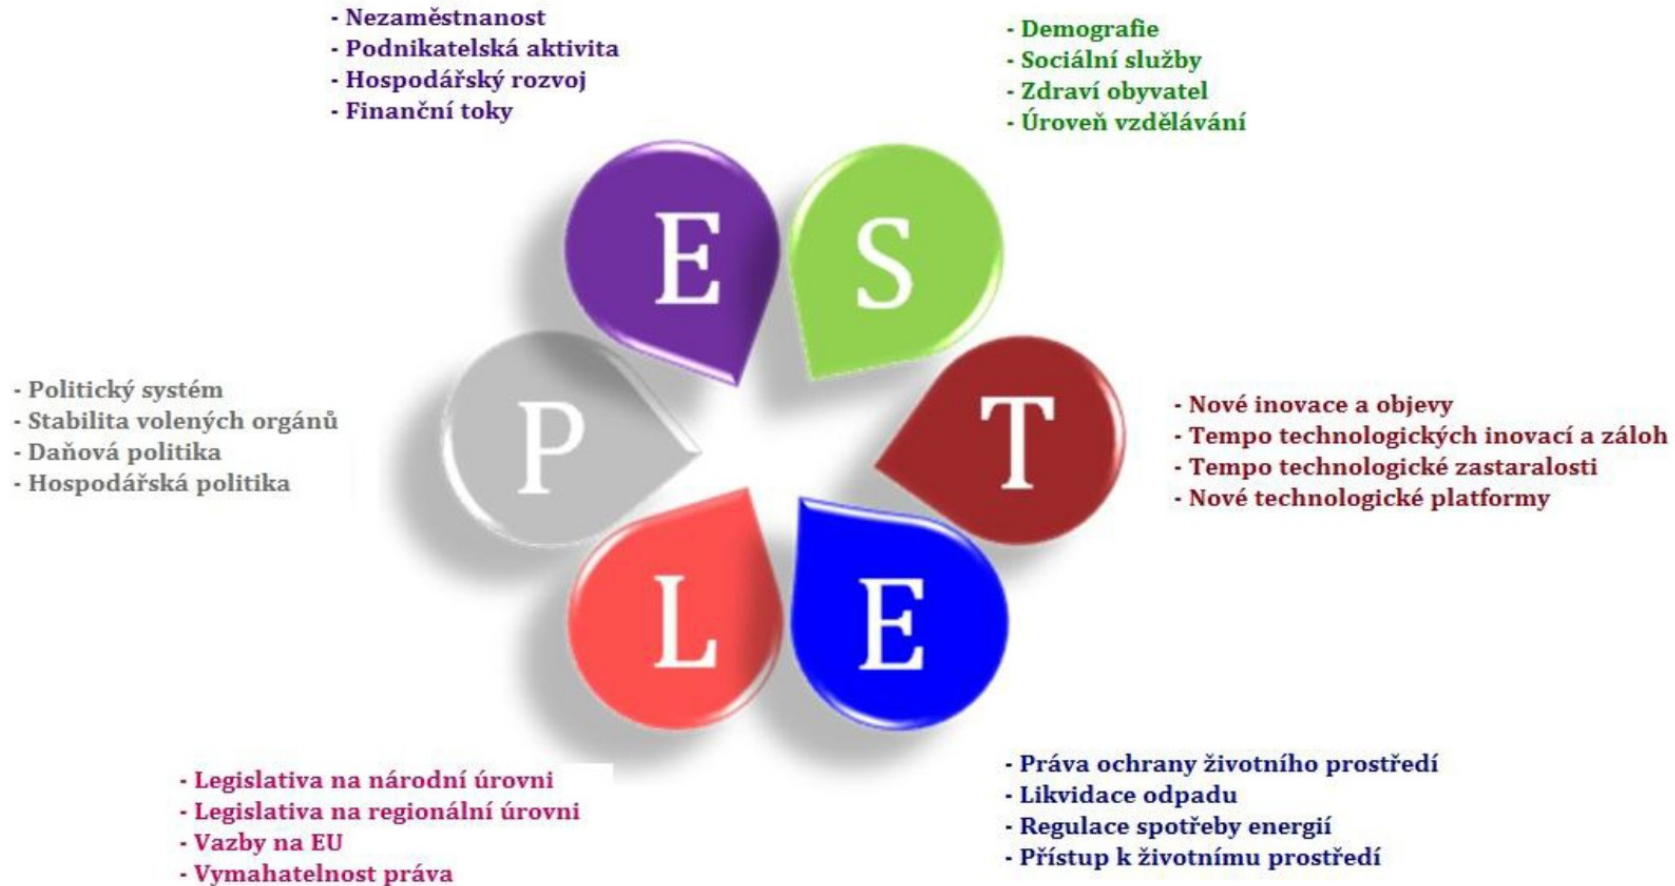 - Nezaměstnanost
- Podnikatelská aktivita
- Hospodářský rozvoj
- Finanční toky
- Demografie
- Sociální služby
- Zdraví obyvatel
- Úroveň vzdělávání
E
S
- Politický systém
- Stabilita volených orgánů
- Daňová politika
- Hospodářská politika
P
T
- Nové inovace a objevy
- Tempo technologických inovací a záloh
- Tempo technologické zastaralosti
- Nové technologické platformy
L
E
- Legislativa na národní úrovni
- Legislativa na regionální úrovni
- Vazby na EU
- Vymahatelnost práva
- Práva ochrany životního prostředí
- Likvidace odpadu
- Regulace spotřeby energií
- Přístup k životnímu prostředí